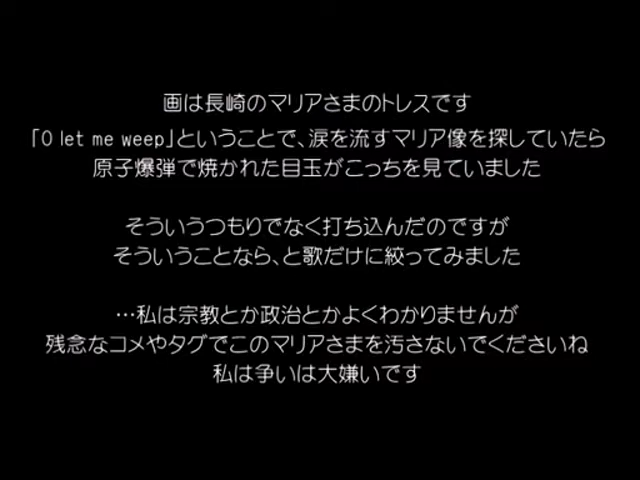 画は長崎のマリアさまのトレスです
「O let me weep」ということで、涙を流すマリア像を探していたら
原子爆弾で焼かれた目玉がこっちを見ていました
そういうつもりでなく打ち込んだのですが
そういうことなら、と歌だけに絞ってみました
…私は宗教とか政治とかよくわかりませんが
残念なコメやタグでこのマリアさまを汚さないでくださいね
私は争いは大嫌いです